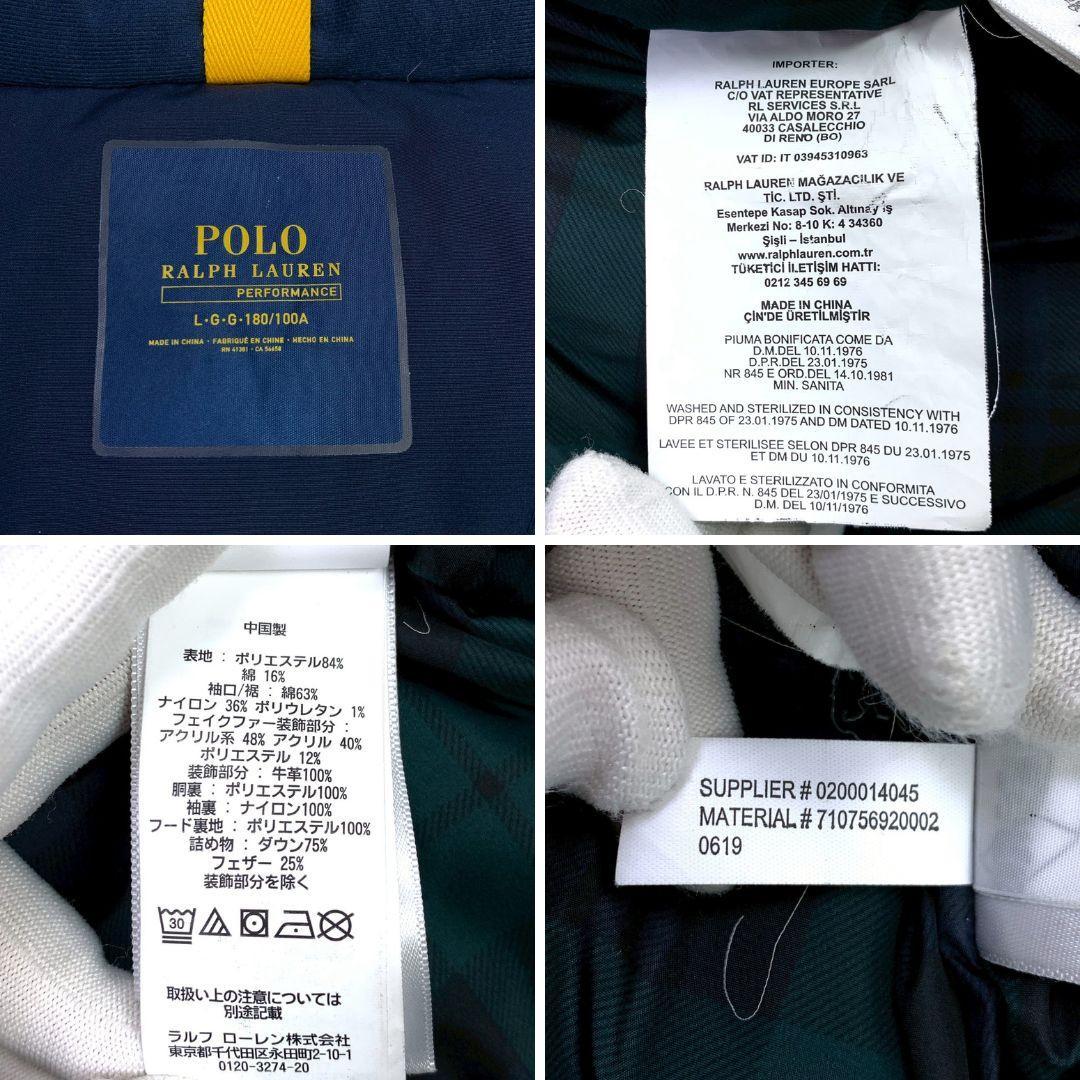 POLO
RALPH LAUREN
PERFORMANCE
L·G·G·180/100A
MADE IN CHINA · FABRIQUÉ EN CHINE · HECHO EN CHINA
RN 41381 · CA 56458
IMPORTER:
RALPH LAUREN EUROPE SARL
C/O VAT REPRESENTATIVE
RL SERVICES S.R.L
VIA ALDO MORO 27
40033 CASALECCHIO
DI RENO (BO)
VAT ID: IT 03945310963
RALPH LAUREN MAĞAZACILIK VE
TİC. LTD. ŞTİ.
Esentepe Kasap Sok. Altınay iş
Merkezi No: 8-10 K: 4 34360
Şişli – İstanbul
www.ralphlauren.com.tr
TÜKETİCİ İLETİŞİM HATTI:
0212 345 69 69
MADE IN CHINA
ÇİN'DE ÜRETİLMİŞTİR
PIUMA BONIFICATA COME DA
D.M.DEL 10.11.1976
D.P.R.DEL 23.01.1975
NR 845 E ORD.DEL 14.10.1981
MIN. SANITA
WASHED AND STERILIZED IN CONSISTENCY WITH
DPR 845 OF 23.01.1975 AND DM DATED 10.11.1976
LAVEE ET STERILISEE SELON DPR 845 DU 23.01.1975
ET DM DU 10.11.1976
LAVATO E STERILIZZATO IN CONFORMITA
CON IL D.P.R. N. 845 DEL 23/01/1975 E SUCCESSIVO
D.M. DEL 10/11/1976
中国製
表地 : ポリエステル84%
綿 16%
袖口/裾 : 綿63%
ナイロン 36% ポリウレタン 1%
フェイクファー装飾部分 :
アクリル系 48% アクリル 40%
ポリエステル 12%
装飾部分 : 牛革100%
胴裏 : ポリエステル100%
袖裏 : ナイロン100%
フード裏地 : ポリエステル100%
詰め物 : ダウン75%
フェザー 25%
装飾部分を除く
30
取扱い上の注意については
別途記載
ラルフ ローレン株式会社
東京都千代田区永田町2-10-1
0120-3274-20
SUPPLIER # 0200014045
MATERIAL # 710756920002
0619